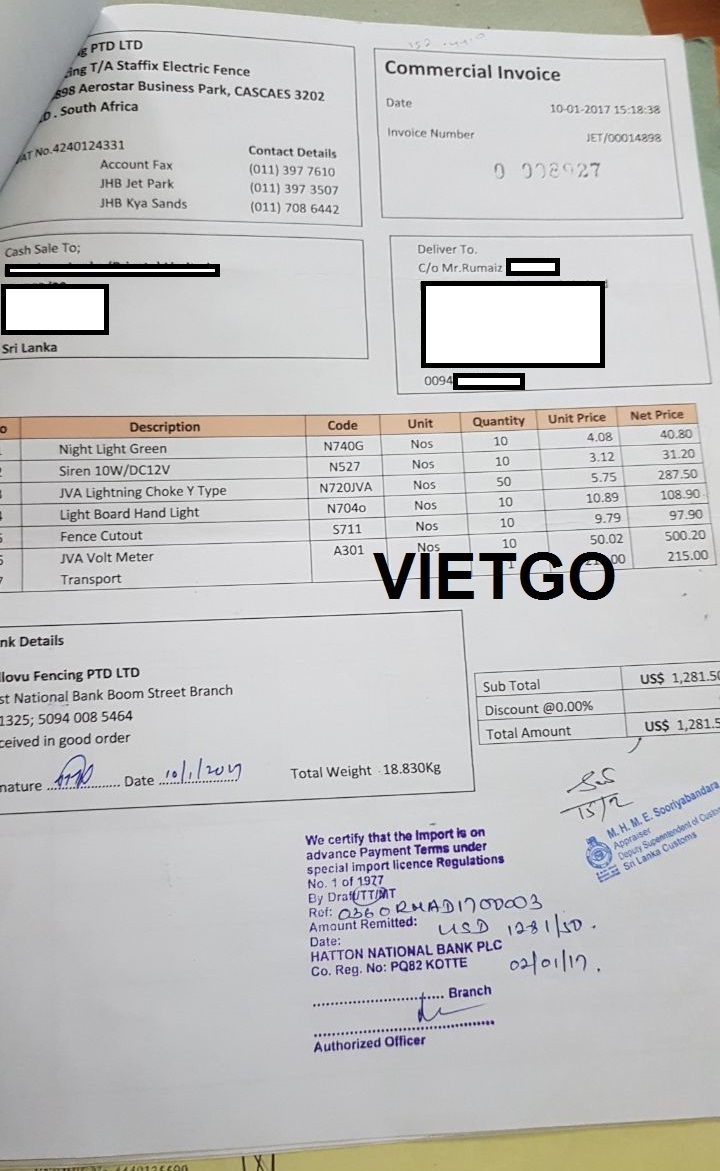 PTD LTD
T/A Staffix Electric Fence
Aerostar Business Park, CASCAES 3202
South Africa
No.4240124331
Contact Details
Account Fax (011) 397 7610
JHB Jet Park (011) 397 3507
JHB Kya Sands (011) 708 6442
Commercial Invoice
Date 10-01-2017 15:18:38
Invoice Number JET/00014898
Cash Sale To;
Sri Lanka
Deliver To.
C/o Mr.Rumaiz
0094
Description Code Unit Quantity Unit Price Net Price
Night Light Green N740G Nos 10 4.08 40.80
Siren 10W/DC12V N527 Nos 10 3.12 31.20
JVA Lightning Choke Y Type N720JVA Nos 50 5.75 287.50
Light Board Hand Light N704o Nos 10 10.89 108.90
Fence Cutout S711 Nos 10 9.79 97.90
JVA Volt Meter A301 Nos 10 50.02 500.20
Transport 1 215.00
VIETGO
Details
Fencing PTD LTD
National Bank Boom Street Branch
1325; 5094 008 5464
in good order
Date 10/1/2017
Total Weight 18.830Kg
Sub Total US$ 1,281.50
Discount @0.00%
Total Amount US$ 1,281.5
15/2
M. H. M. E. Sooriyabandara
Appraiser
Deputy Superintendent of
Sri Lanka Customs
We certify that the Import is on
advance Payment Terms under
special import licence Regulations
No. 1 of 1977
By Draft/TT/MT
Ref: 0360RMAD1700003
Amount Remitted: USD 1281/50.
Date:
HATTON NATIONAL BANK PLC
Co. Reg. No: PQ82 KOTTE 02/01/17.
Branch
Authorized Officer